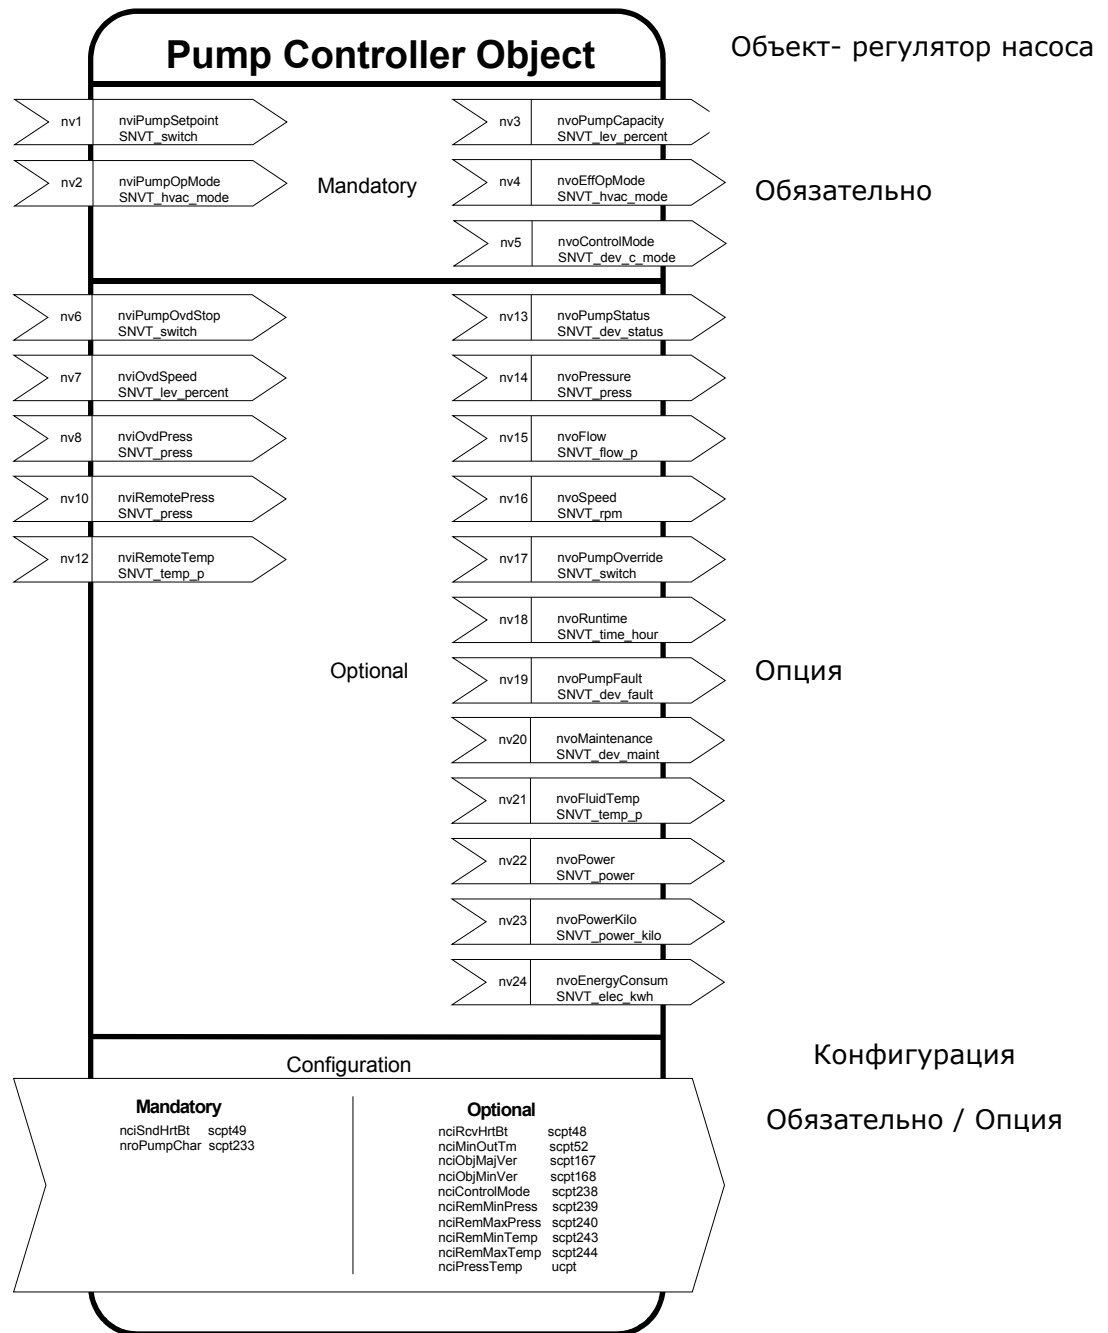 Pump Controller Object
Объект- регулятор насоса
nv1
nviPumpSetpoint
SNVT_switch
nv3
nvoPumpCapacity
SNVT_lev_percent
nv2
nviPumpOpMode
SNVT_hvac_mode
Mandatory
nv4
nvoEffOpMode
SNVT_hvac_mode
Обязательно
nv5
nvoControlMode
SNVT_dev_c_mode
nv6
nviPumpOvdStop
SNVT_switch
nv13
nvoPumpStatus
SNVT_dev_status
nv7
nviOvdSpeed
SNVT_lev_percent
nv14
nvoPressure
SNVT_press
nv8
nviOvdPress
SNVT_press
nv15
nvoFlow
SNVT_flow_p
nv10
nviRemotePress
SNVT_press
nv16
nvoSpeed
SNVT_rpm
nv12
nviRemoteTemp
SNVT_temp_p
nv17
nvoPumpOverride
SNVT_switch
nv18
nvoRuntime
SNVT_time_hour
Optional
nv19
nvoPumpFault
SNVT_dev_fault
Опция
nv20
nvoMaintenance
SNVT_dev_maint
nv21
nvoFluidTemp
SNVT_temp_p
nv22
nvoPower
SNVT_power
nv23
nvoPowerKilo
SNVT_power_kilo
nv24
nvoEnergyConsum
SNVT_elec_kwh
Configuration
Конфигурация
Обязательно / Опция
Mandatory
nciSndHrtBt scpt49
nroPumpChar scpt233
Optional
nciRcvHrtBt scpt48
nciMinOutTm scpt52
nciObjMajVer scpt167
nciObjMinVer scpt168
nciControlMode scpt238
nciRemMinPress scpt239
nciRemMaxPress scpt240
nciRemMinTemp scpt243
nciRemMaxTemp scpt244
nciPressTemp ucpt